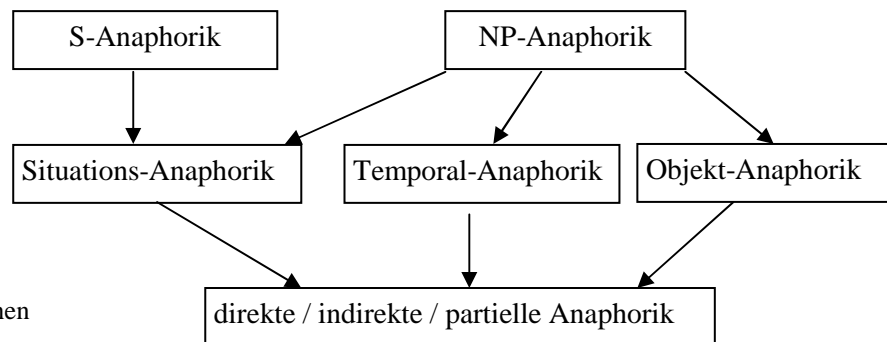 S-Anaphorik NP-Anaphorik
Situations-Anaphorik Temporal-Anaphorik Objekt-Anaphorik
direkte / indirekte / partielle Anaphorik